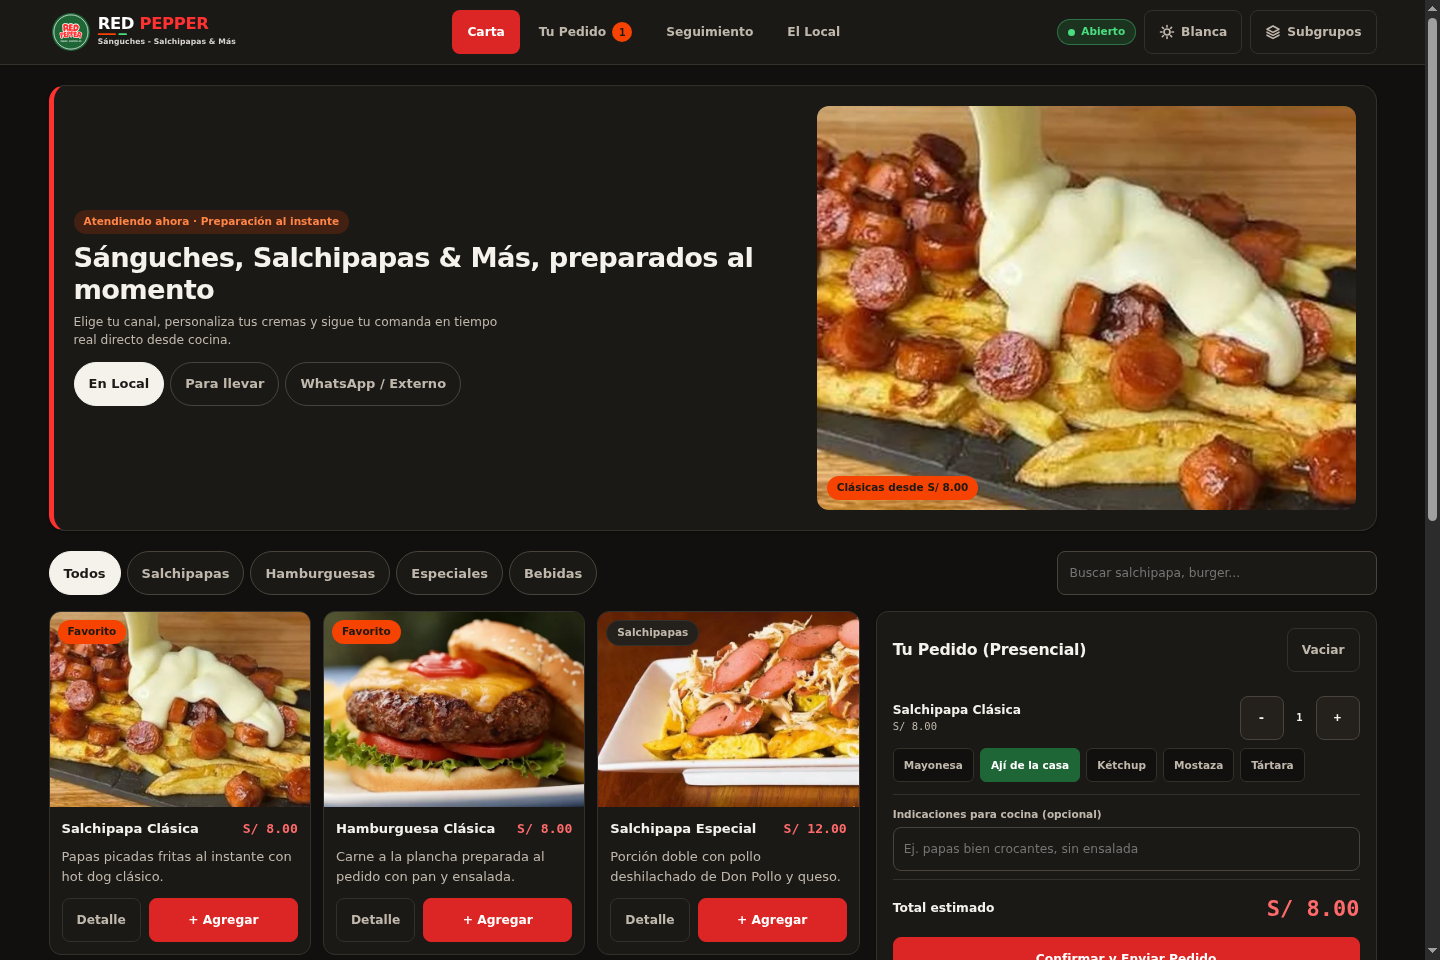 RED PEPPER
Sánguches - Salchipapas & Más
RED
PEPPER
Carta
Tu Pedido 1
Seguimiento
El Local
Abierto
Blanca
Subgrupos
Atendiendo ahora · Preparación al instante
Sánguches, Salchipapas & Más, preparados al
momento
Elige tu canal, personaliza tus cremas y sigue tu comanda en tiempo
real directo desde cocina.
En Local
Para llevar
WhatsApp / Externo
Clásicas desde S/ 8.00
Todos
Salchipapas
Hamburguesas
Especiales
Bebidas
Buscar salchipapa, burger...
Favorito
Salchipapa Clásica S/ 8.00
Papas picadas fritas al instante con
hot dog clásico.
Detalle
+ Agregar
Favorito
Hamburguesa Clásica S/ 8.00
Carne a la plancha preparada al
pedido con pan y ensalada.
Detalle
+ Agregar
Salchipapas
Salchipapa Especial S/ 12.00
Porción doble con pollo
deshilachado de Don Pollo y queso.
Detalle
+ Agregar
Tu Pedido (Presencial)
Vaciar
Salchipapa Clásica
S/ 8.00
- 1 +
Mayonesa
Ají de la casa
Kétchup
Mostaza
Tártara
Indicaciones para cocina (opcional)
Ej. papas bien crocantes, sin ensalada
Total estimado S/ 8.00
Confirmar y Enviar Pedido